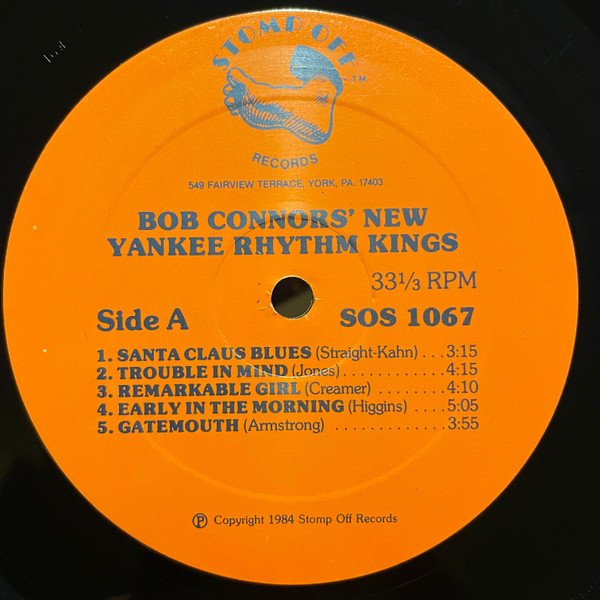 STOMP OFF
T.M.
RECORDS
549 FAIRVIEW TERRACE, YORK, PA. 17403
BOB CONNORS' NEW
YANKEE RHYTHM KINGS
33⅓ RPM
Side A SOS 1067
1. SANTA CLAUS BLUES (Straight-Kahn) . . . 3:15
2. TROUBLE IN MIND (Jones) . . . . . . . . . . . 4:15
3. REMARKABLE GIRL (Creamer) . . . . . . . . 4:10
4. EARLY IN THE MORNING (Higgins) . . . . 5:05
5. GATEMOUTH (Armstrong) . . . . . . . . . . . . . 3:55
Ⓟ Copyright 1984 Stomp Off Records